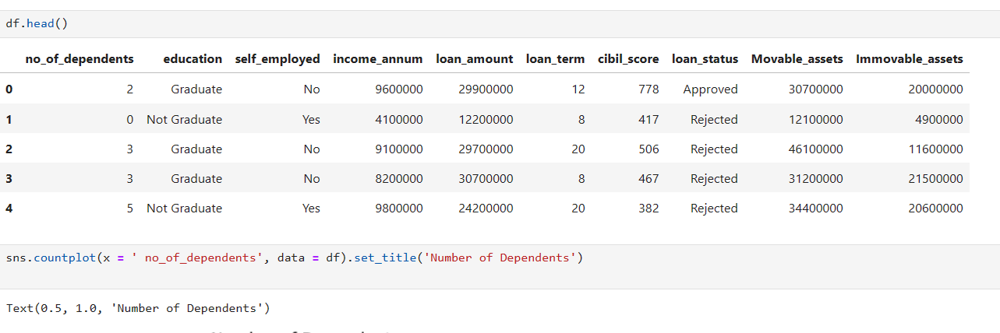 df.head()
no_of_dependents education self_employed income_annum loan_amount loan_term cibil_score loan_status Movable_assets Immovable_assets
0 2 Graduate No 9600000 29900000 12 778 Approved 30700000 20000000
1 0 Not Graduate Yes 4100000 12200000 8 417 Rejected 12100000 4900000
2 3 Graduate No 9100000 29700000 20 506 Rejected 46100000 11600000
3 3 Graduate No 8200000 30700000 8 467 Rejected 31200000 21500000
4 5 Not Graduate Yes 9800000 24200000 20 382 Rejected 34400000 20600000
sns.countplot(x = ' no_of_dependents', data = df).set_title('Number of Dependents')
Text(0.5, 1.0, 'Number of Dependents')